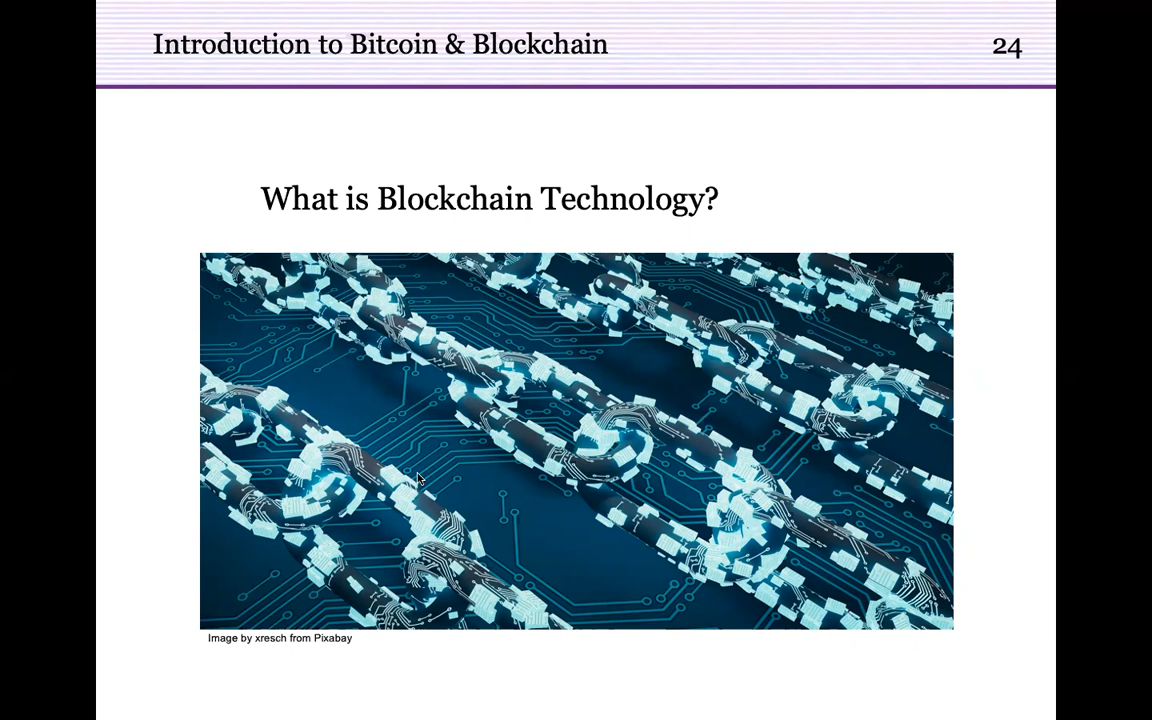 Introduction to Bitcoin & Blockchain 24
What is Blockchain Technology?
Image by xresch from Pixabay